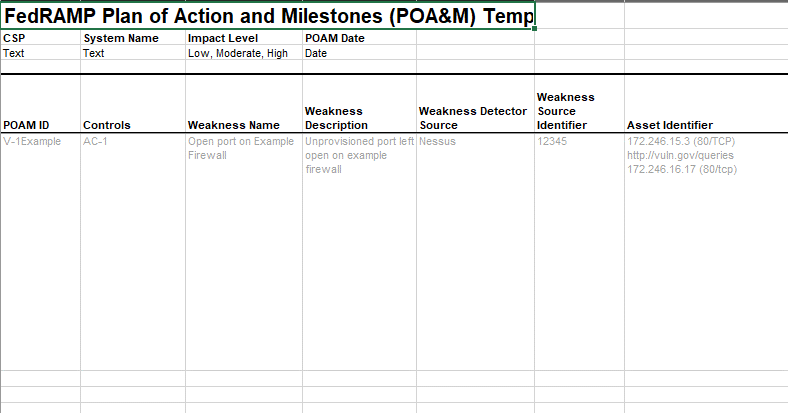 FedRAMP Plan of Action and Milestones (POA&M) Temp
CSP System Name Impact Level POAM Date
Text Text Low, Moderate, High Date
POAM ID
Controls
Weakness Name
Weakness
Description
Weakness Detector
Source
Weakness
Source
Identifier
Asset Identifier
V-1Example
AC-1
Open port on Example
Firewall
Unprovisioned port left
open on example
firewall
Nessus
12345
172.246.15.3 (80/TCP)
http://vuln.gov/queries
172.246.16.17 (80/tcp)